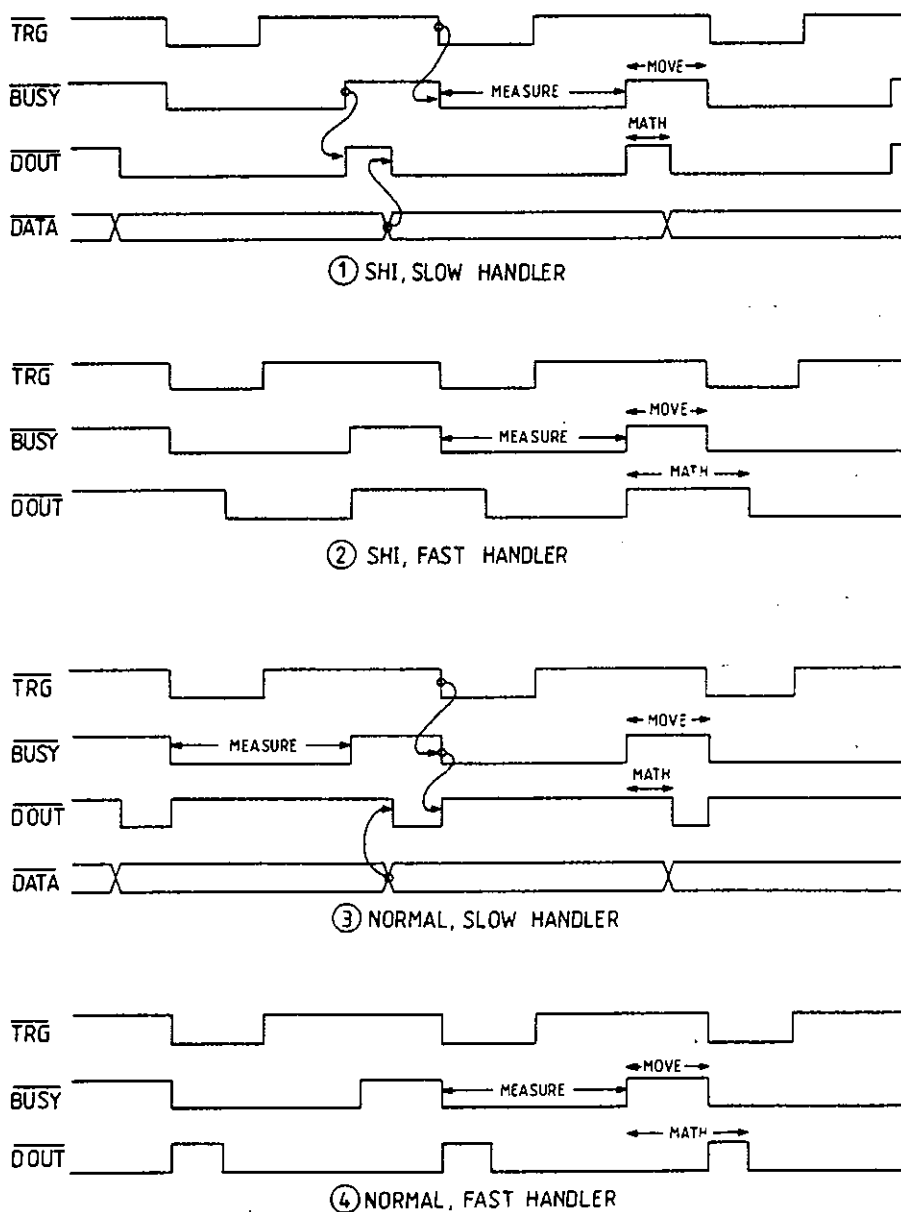 TRG
MOVE
BUSY
MEASURE
MATH
DOUT
DATA
① SHI, SLOW HANDLER
TRG
MOVE
BUSY
MEASURE
MATH
DOUT
② SHI, FAST HANDLER
TRG
MOVE
BUSY
MEASURE
MATH
DOUT
DATA
③ NORMAL, SLOW HANDLER
TRG
MOVE
BUSY
MEASURE
MATH
DOUT
④ NORMAL, FAST HANDLER